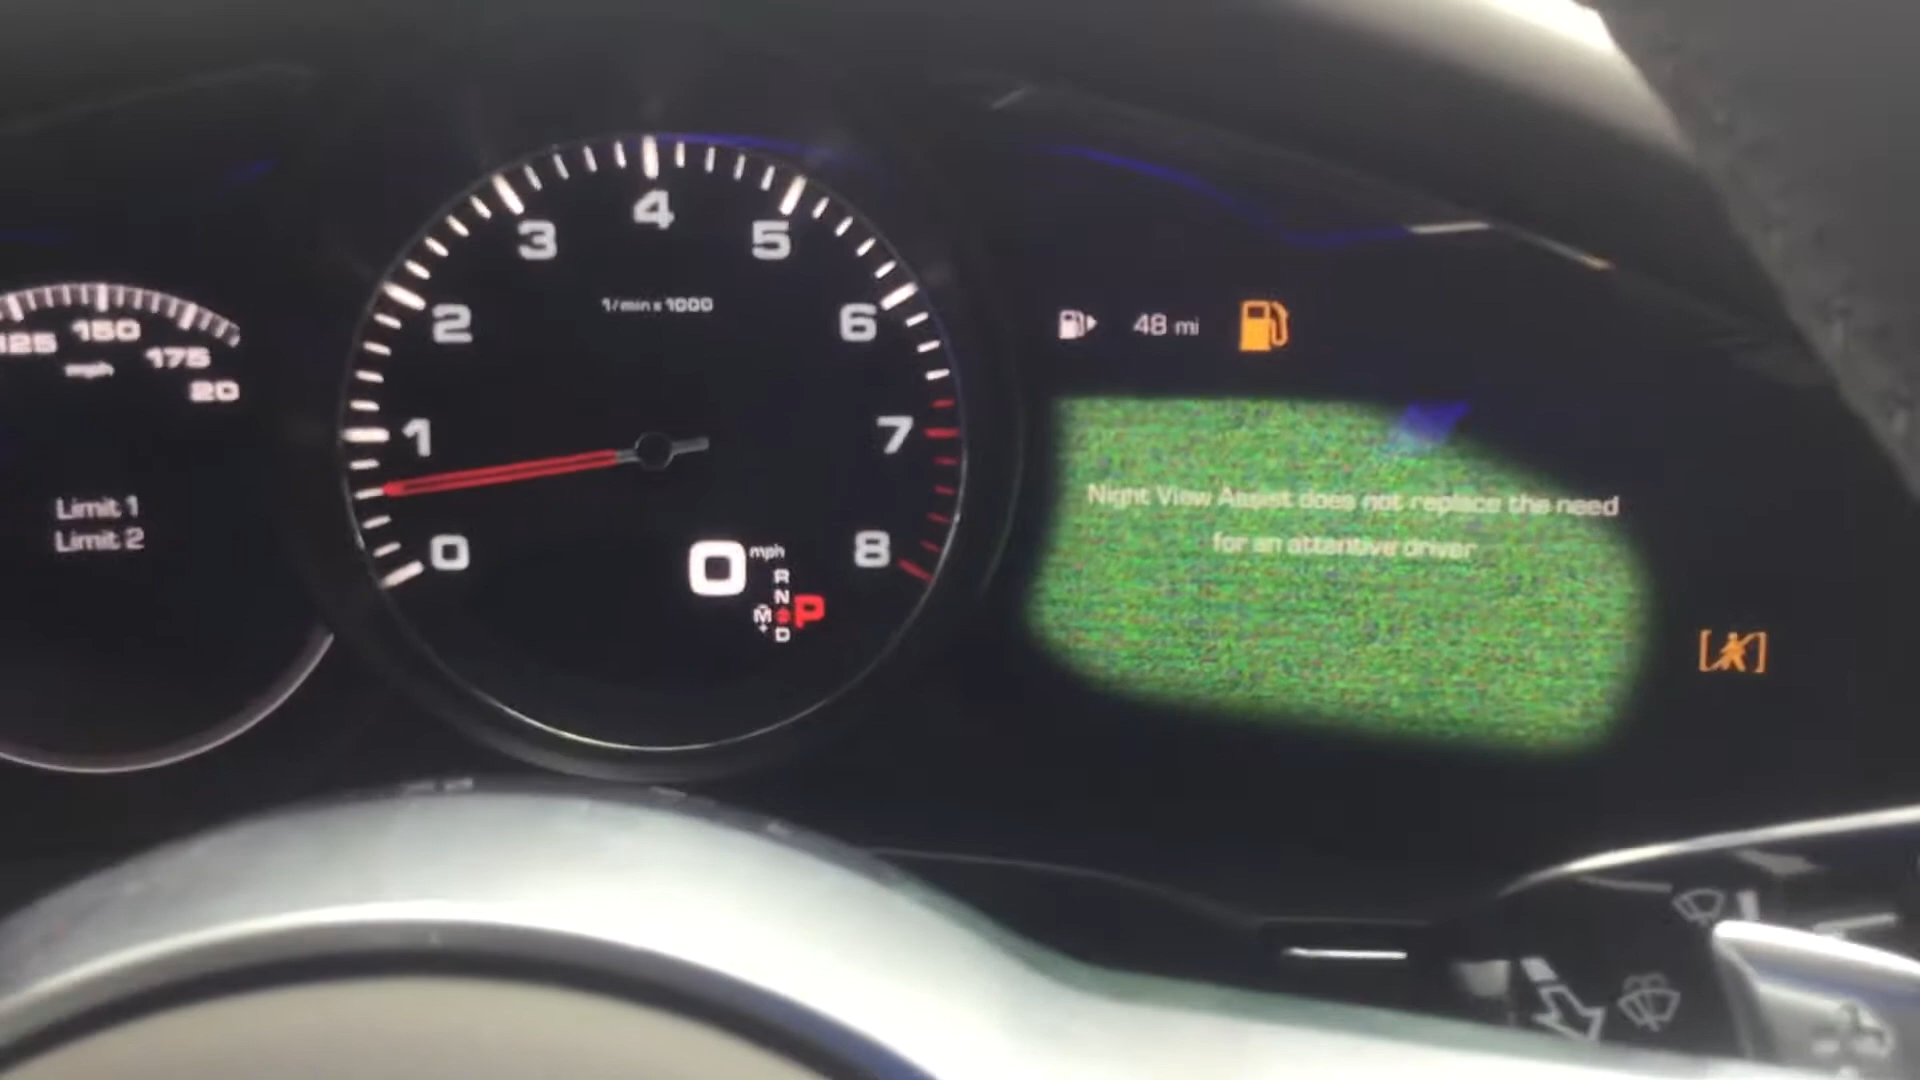 125
150
175
20
mph
Limit 1
Limit 2
0
1
2
3
4
5
6
7
8
1/min x 1000
0 mph
R
N
M P
+
D
48 mi
Night View Assist does not replace the need
for an attentive driver